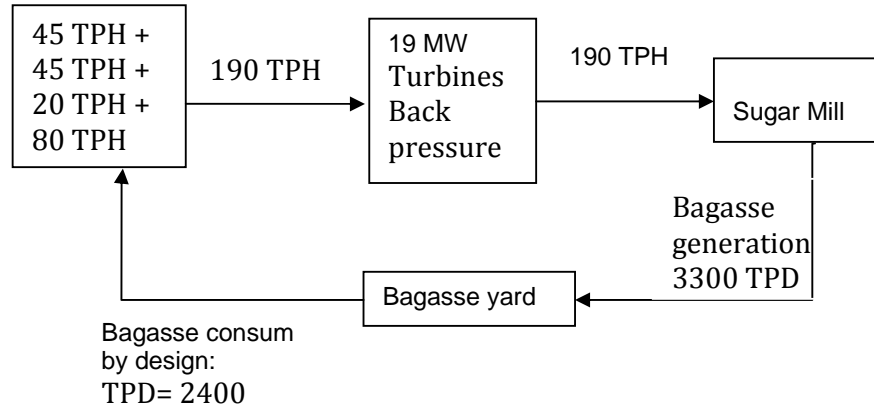 45 TPH +
45 TPH +
20 TPH +
80 TPH
190 TPH
19 MW
Turbines
Back
pressure
190 TPH
Sugar Mill
Bagasse
generation
3300 TPD
Bagasse yard
Bagasse consum
by design:
TPD= 2400